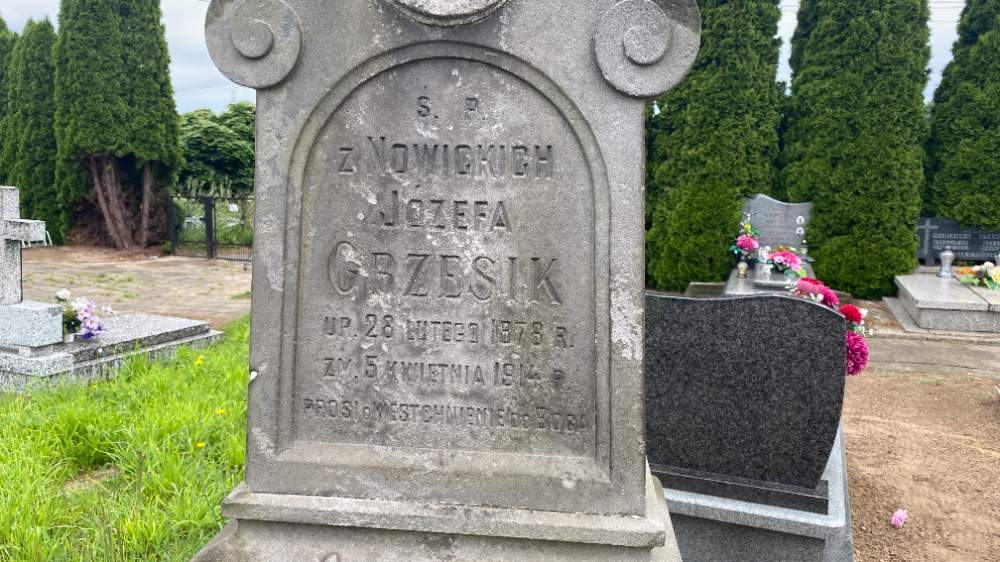 Ś. P.
z NOWICKICH
JÓZEFA
GRZESIK
UR. 28 LUTEGO 1878 R.
ZM. 5 KWIETNIA 1914 R.
PROSI O WESTCHNIENIE DO BOGA